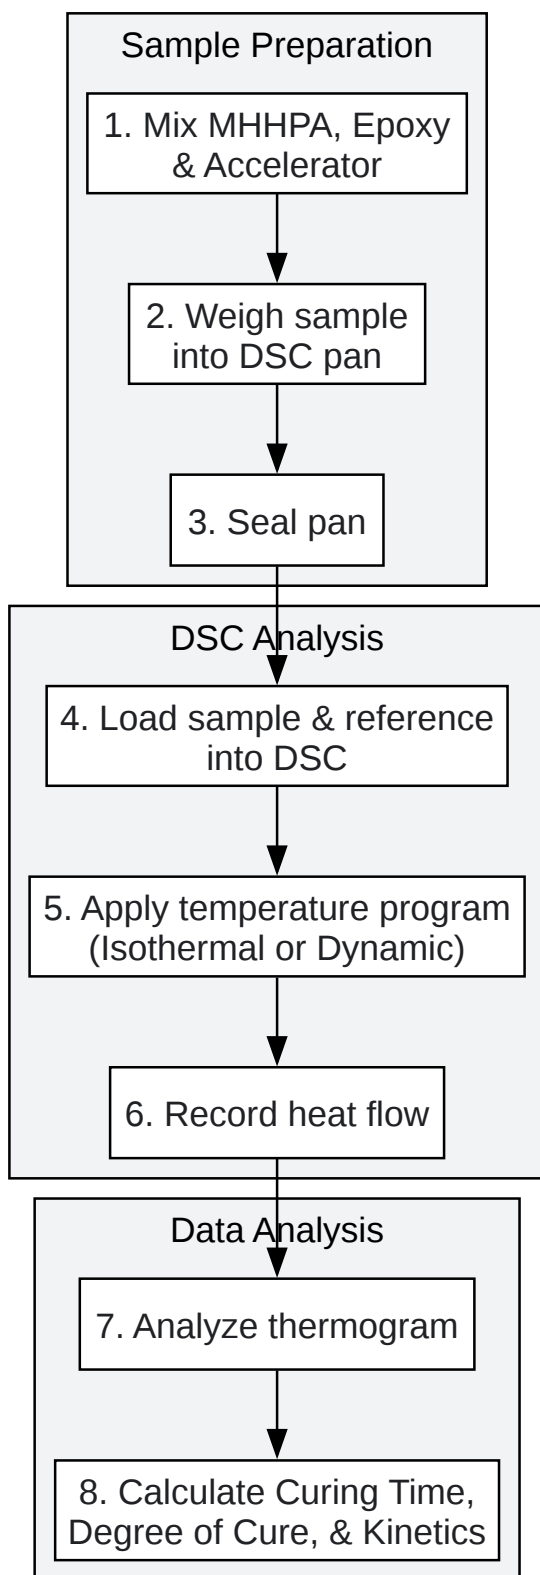 Sample Preparation
1. Mix MHHPA, Epoxy
& Accelerator
2. Weigh sample
into DSC pan
3. Seal pan
DSC Analysis
4. Load sample & reference
into DSC
5. Apply temperature program
(Isothermal or Dynamic)
6. Record heat flow
Data Analysis
7. Analyze thermogram
8. Calculate Curing Time,
Degree of Cure, & Kinetics